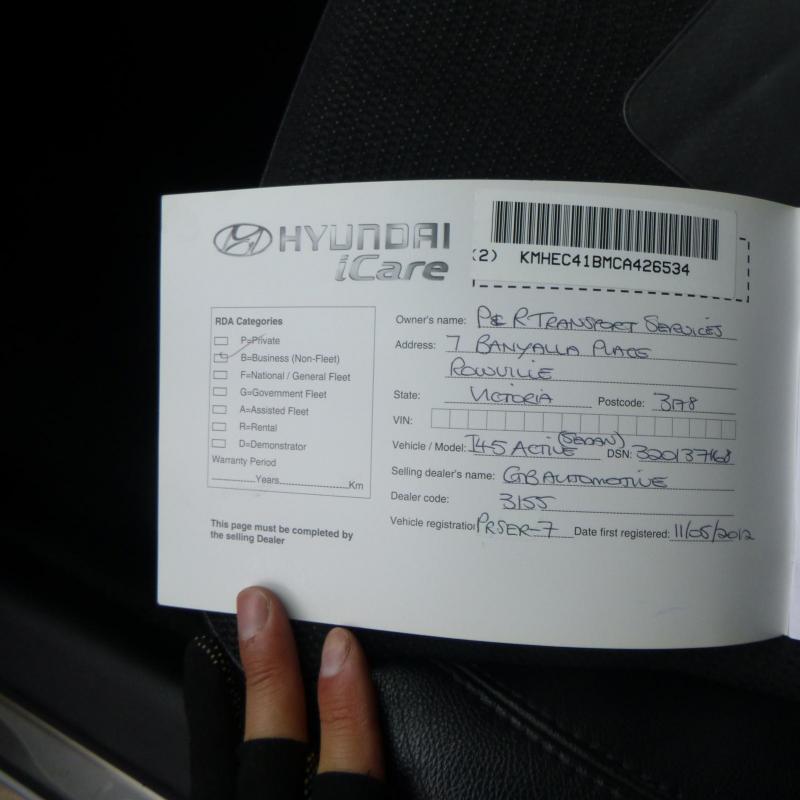 HYUNDAI
iCare
(2) KMHEC41BMCA426534
RDA Categories
P=Private
B=Business (Non-Fleet)
F=National / General Fleet
G=Government Fleet
A=Assisted Fleet
R=Rental
D=Demonstrator
Warranty Period
Years Km
This page must be completed by
the selling Dealer
Owner's name: P & R TRANSPORT SERVICES
Address: 7 BANYALLA PLACE
ROWVILLE
State: VICTORIA Postcode: 3178
VIN:
Vehicle / Model: I45 ACTIVE (SEDAN) DSN:
Selling dealer's name: GB AUTOMOTIVE
Dealer code: 3155
Vehicle registration PRSER-7 Date first registered: 11/05/2012